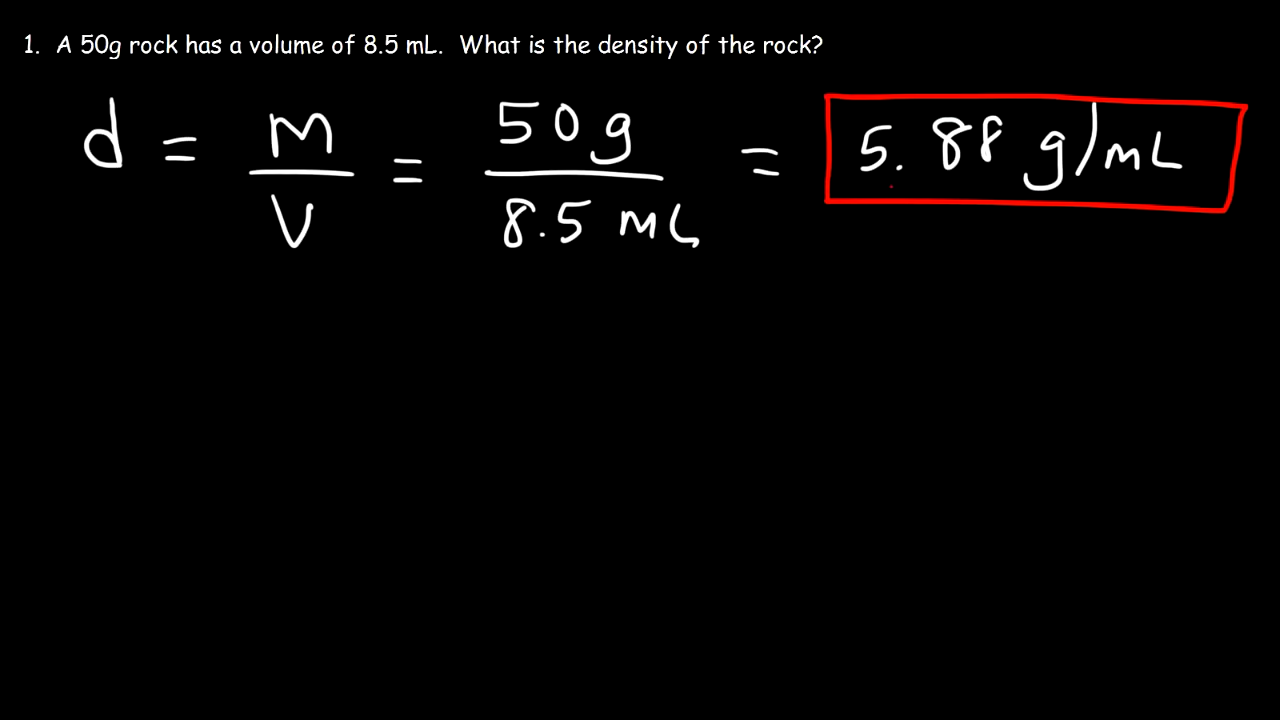 1. A 50g rock has a volume of 8.5 mL. What is the density of the rock?
d = m/V = 50g/8.5 mL = 5.88 g/mL